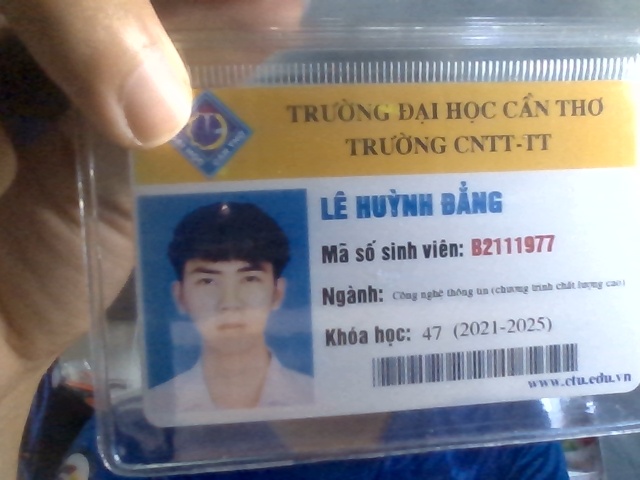 TRƯỜNG ĐẠI HỌC CẦN THƠ
TRƯỜNG CNTT-TT
LÊ HUỲNH ĐẲNG
Mã số sinh viên: B2111977
Ngành: Công nghệ thông tin (chương trình chất lượng cao)
Khóa học: 47 (2021-2025)
www.ctu.edu.vn